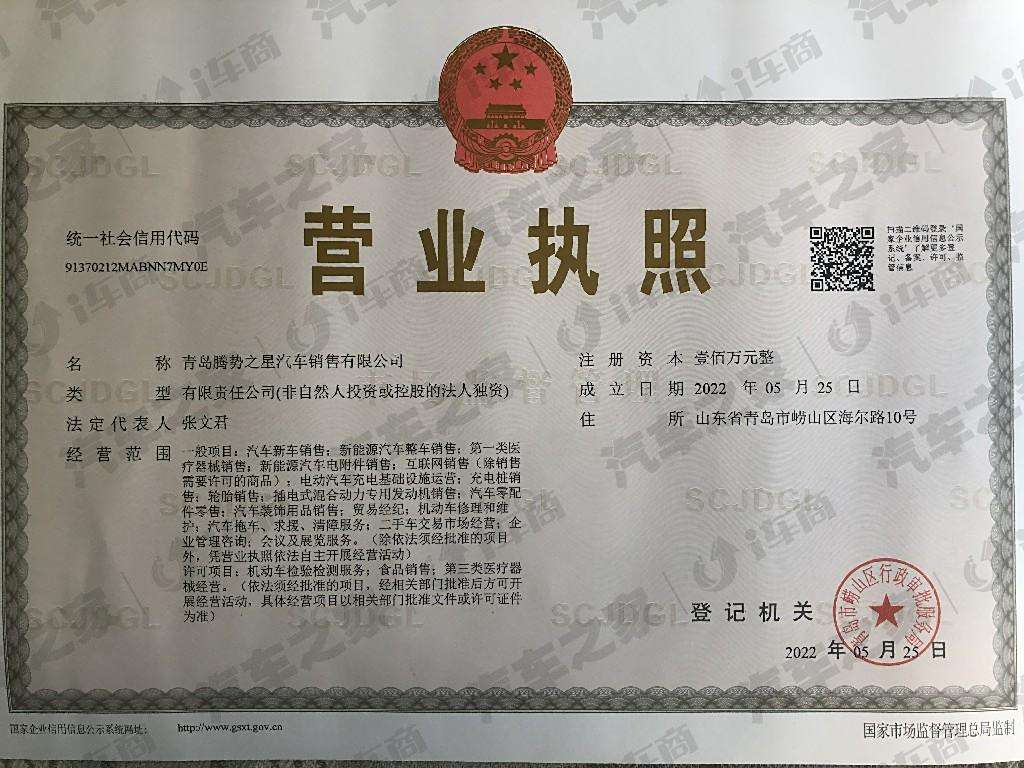 营业执照
统一社会信用代码
91370212MABNN7MY0E
扫描二维码登录‘国
家企业信用信息公示
系统’了解更多登
记、备案、许可、监
管信息
名称 青岛腾势之星汽车销售有限公司
类型 有限责任公司(非自然人投资或控股的法人独资)
法定代表人 张文君
经营范围 一般项目：汽车新车销售；新能源汽车整车销售；第一类医
疗器械销售；新能源汽车电附件销售；互联网销售（除销售
需要许可的商品）；电动汽车充电基础设施运营；充电桩销
售；轮胎销售；插电式混合动力专用发动机销售；汽车零配
件零售；汽车装饰用品销售；贸易经纪；机动车修理和维
护；汽车拖车、求援、清障服务；二手车交易市场经营；企
业管理咨询；会议及展览服务。（除依法须经批准的项目
外，凭营业执照依法自主开展经营活动）
许可项目：机动车检验检测服务；食品销售；第三类医疗器
械经营。（依法须经批准的项目，经相关部门批准后方可开
展经营活动，具体经营项目以相关部门批准文件或许可证件
为准）
注册资本 壹佰万元整
成立日期 2022 年 05 月 25 日
住所 山东省青岛市崂山区海尔路10号
登记机关
青岛市崂山区行政审批服务局
2022 年 05 月 25 日
国家企业信用信息公示系统网址： http://www.gsxt.gov.cn
国家市场监督管理总局监制
SCJDGL
汽车之家
i车商